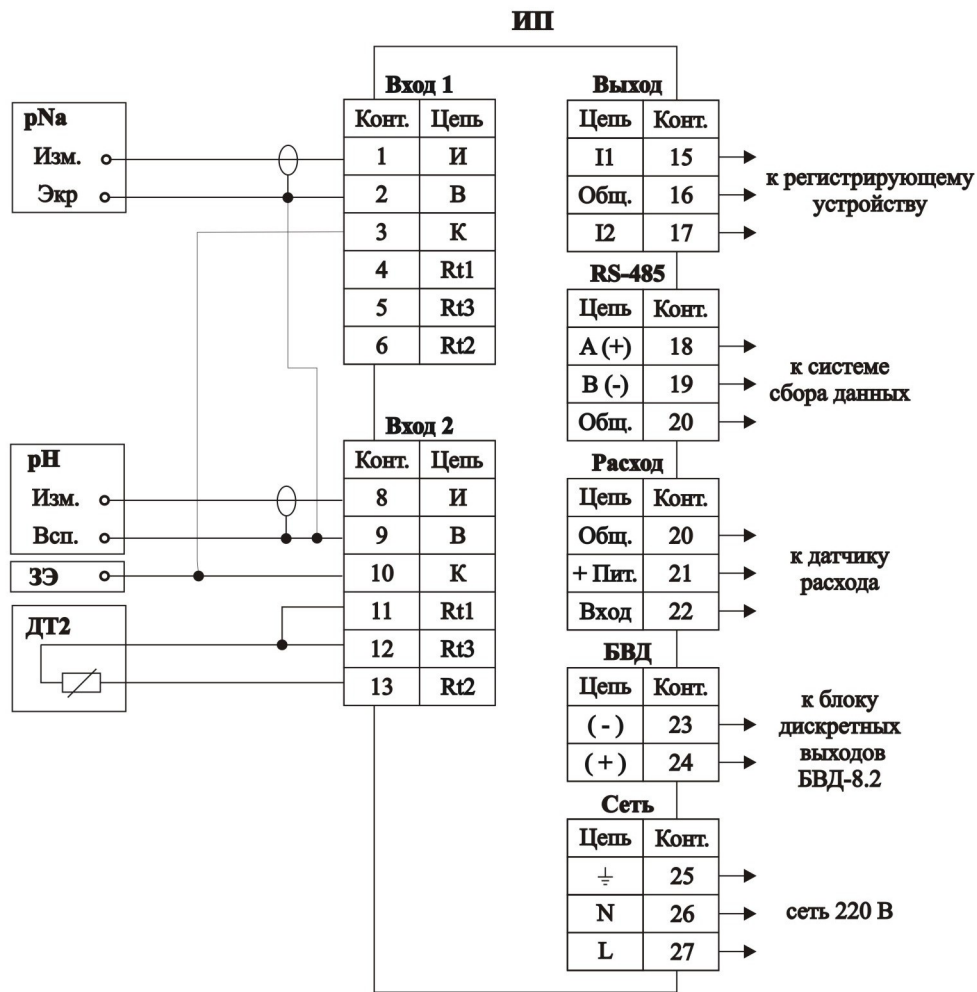 ИП
pNa
Изм.
Экр
Вход 1
Конт. Цепь
1 И
2 В
3 К
4 Rt1
5 Rt3
6 Rt2
pH
Изм.
Всп.
ЗЭ
ДТ2
Вход 2
Конт. Цепь
8 И
9 В
10 К
11 Rt1
12 Rt3
13 Rt2
Выход
Цепь Конт.
I1 15
Общ. 16
I2 17
к регистрирующему
устройству
RS-485
Цепь Конт.
A (+) 18
B (-) 19
Общ. 20
к системе
сбора данных
Расход
Цепь Конт.
Общ. 20
+ Пит. 21
Вход 22
к датчику
расхода
БВД
Цепь Конт.
( - ) 23
( + ) 24
к блоку
дискретных
выходов
БВД-8.2
Сеть
Цепь Конт.
⏚ 25
N 26
L 27
сеть 220 В